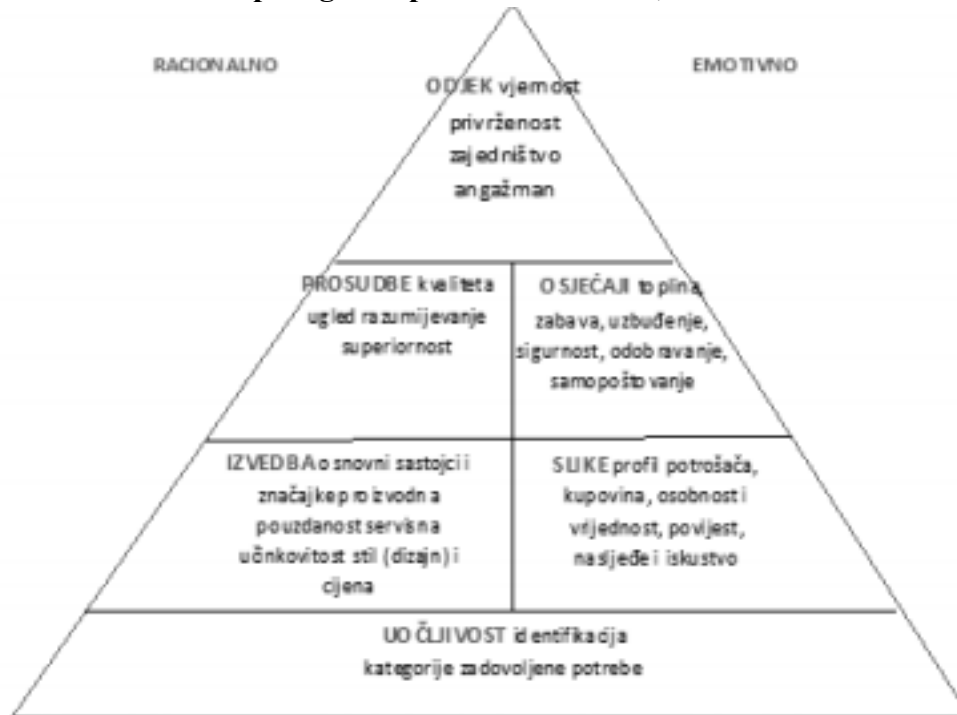 RACIONALNO
EMOTIVNO
ODJEK vjernost
privrženost
zajedništvo
angažman
PROSUDBE kvaliteta
ugled razumijevanje
superiornost
OSJEĆAJI toplina,
zabava, uzbuđenje,
sigurnost, odobravanje,
samopoštovanje
IZVEDBA osnovni sastojci i
značajke proizvodna
pouzdanost servisna
učinkovitost stil (dizajn) i
cijena
SLIKE profil potrošača,
kupovina, osobnost i
vrijednost, povijest,
nasljeđe i iskustvo
UOČLJIVOST identifikacija
kategorije zadovoljene potrebe